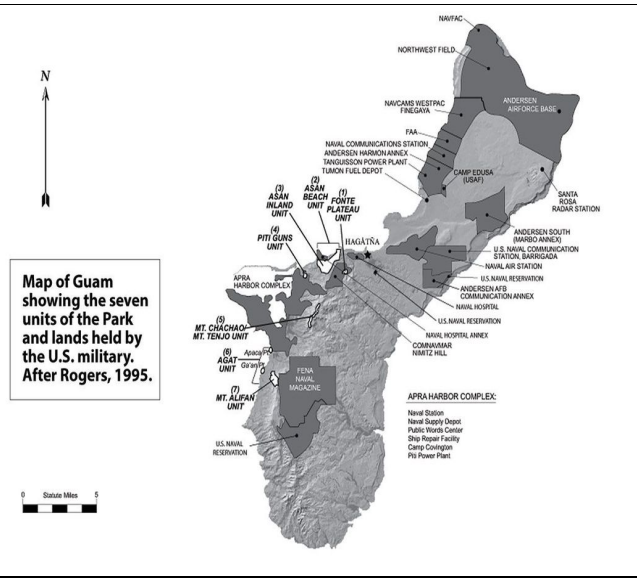 NAVFAC
NORTHWEST FIELD
NAVCAMS WESTPAC
FINEGAYA
ANDERSEN
AIRFORCE BASE
FAA
NAVAL COMMUNICATIONS STATION
ANDERSEN HARMON ANNEX
TANGUISSON POWER PLANT
TUMON FUEL DEPOT
CAMP EDUSA
(USAF)
SANTA
ROSA
RADAR STATION
N
(1)
FONTE
PLATEAU
UNIT
(2)
ASAN
BEACH
UNIT
(3)
ASAN
INLAND
UNIT
(4)
PITI GUNS
UNIT
HAGÅTÑA
ANDERSEN SOUTH
(MARBO ANNEX)
U.S. NAVAL COMMUNICATION
STATION, BARRIGADA
NAVAL AIR STATION
U.S. NAVAL RESERVATION
ANDERSEN AFB
COMMUNICATION ANNEX
NAVAL HOSPITAL
U.S. NAVAL RESERVATION
NAVAL HOSPITAL ANNEX
COMNAVMAR
NIMITZ HILL
APRA
HARBOR COMPLEX
(5)
MT. CHACHAO/
MT. TENJO UNIT
(6)
AGAT
UNIT
Apaca Pt
Ga'an Pt
(7)
MT. ALIFAN
UNIT
FENA
NAVAL
MAGAZINE
U.S. NAVAL
RESERVATION
Map of Guam
showing the seven
units of the Park
and lands held by
the U.S. military.
After Rogers, 1995.
APRA HARBOR COMPLEX:
Naval Station
Naval Supply Depot
Public Words Center
Ship Repair Facility
Camp Covington
Piti Power Plant
0 Statute Miles 5